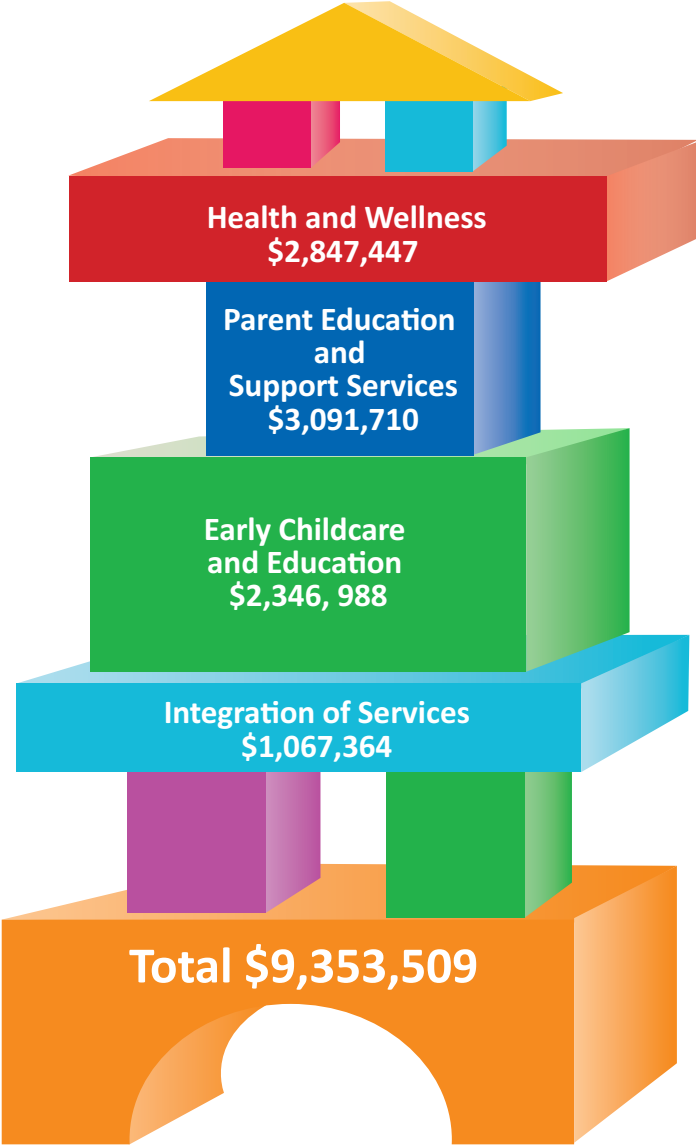 Health and Wellness
$2,847,447
Parent Education
and
Support Services
$3,091,710
Early Childcare
and Education
$2,346, 988
Integration of Services
$1,067,364
Total $9,353,509